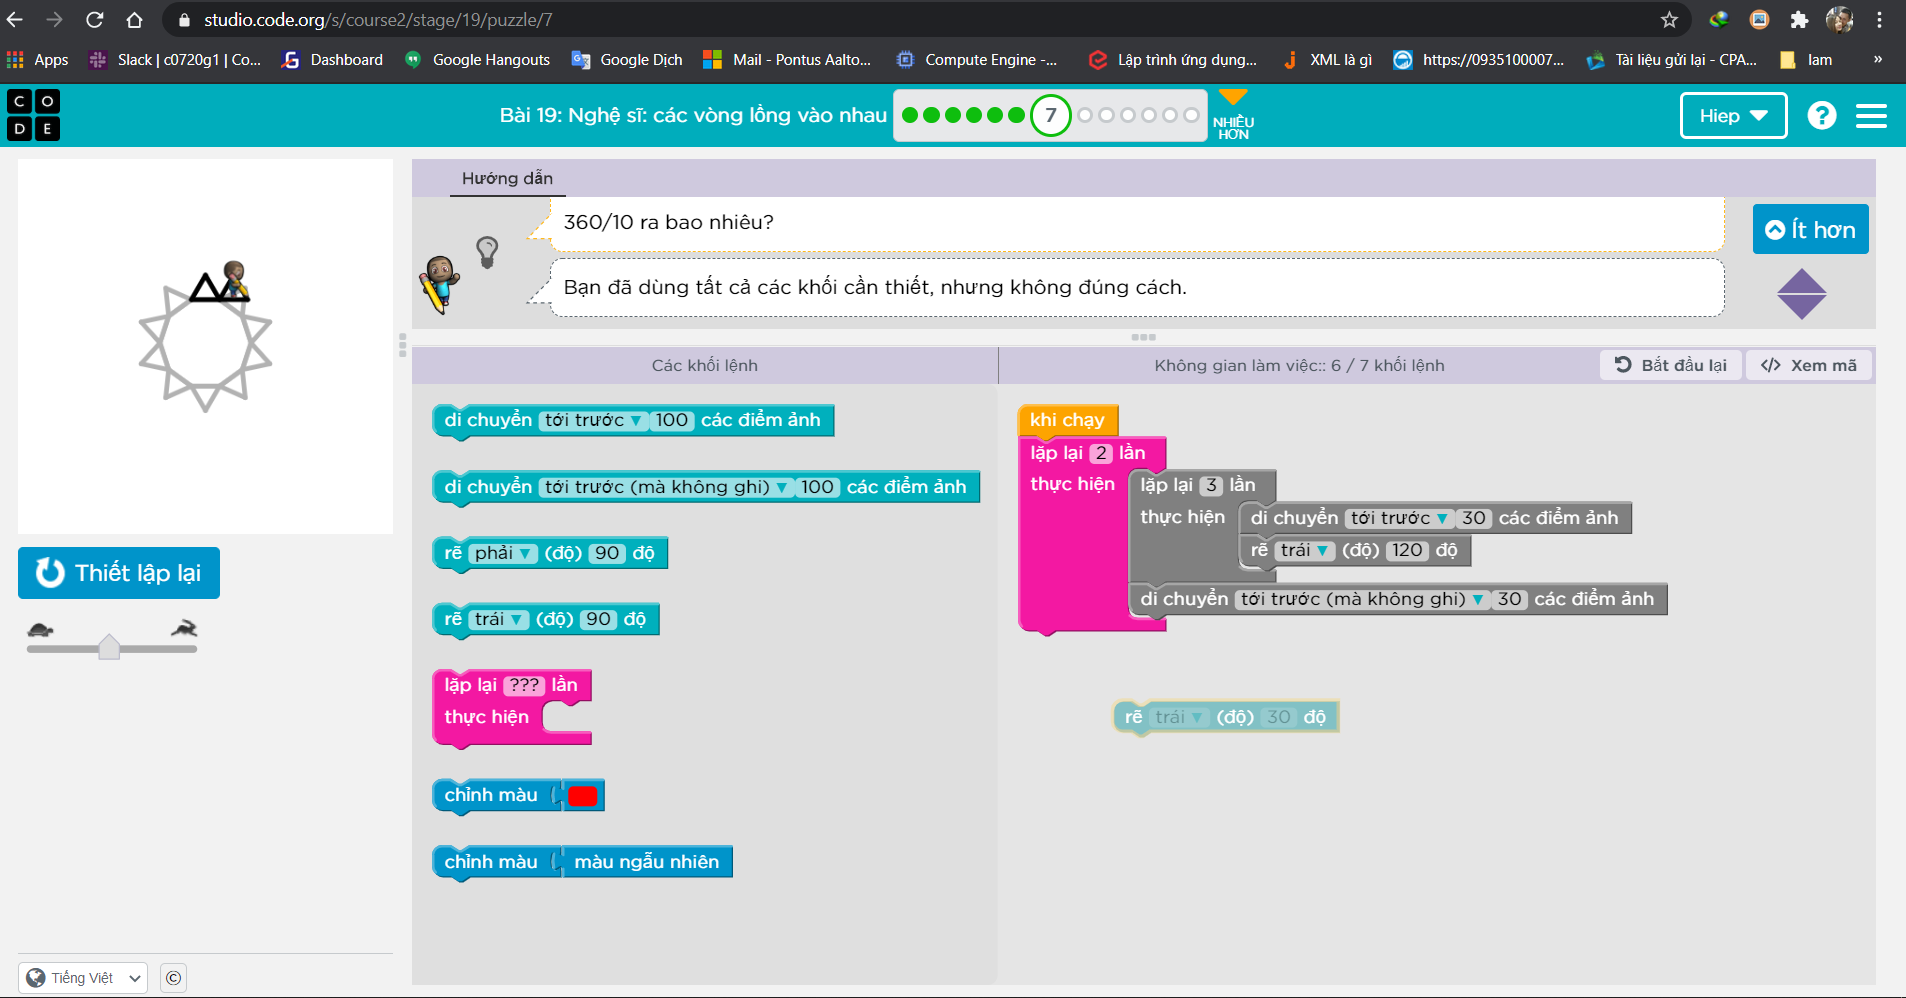 studio.code.org/s/course2/stage/19/puzzle/7
Apps
Slack | c0720g1 | Co...
Dashboard
Google Hangouts
Google Dịch
Mail - Pontus Aalto...
Compute Engine -...
Lập trình ứng dụng...
XML là gì
https://0935100007...
Tài liệu gửi lại - CPA...
lam
»
C O
D E
Bài 19: Nghệ sĩ: các vòng lồng vào nhau
7
NHIỀU
HƠN
Hiep
?
Hướng dẫn
360/10 ra bao nhiêu?
Ít hơn
Bạn đã dùng tất cả các khối cần thiết, nhưng không đúng cách.
Các khối lệnh
Không gian làm việc:: 6 / 7 khối lệnh
Bắt đầu lại
</> Xem mã
di chuyển tới trước 100 các điểm ảnh
di chuyển tới trước (mà không ghi) 100 các điểm ảnh
rẽ phải (độ) 90 độ
rẽ trái (độ) 90 độ
lặp lại ??? lần
thực hiện
chỉnh màu
chỉnh màu màu ngẫu nhiên
khi chạy
lặp lại 2 lần
thực hiện
lặp lại 3 lần
thực hiện
di chuyển tới trước 30 các điểm ảnh
rẽ trái (độ) 120 độ
di chuyển tới trước (mà không ghi) 30 các điểm ảnh
rẽ trái (độ) 30 độ
Thiết lập lại
Tiếng Việt
©